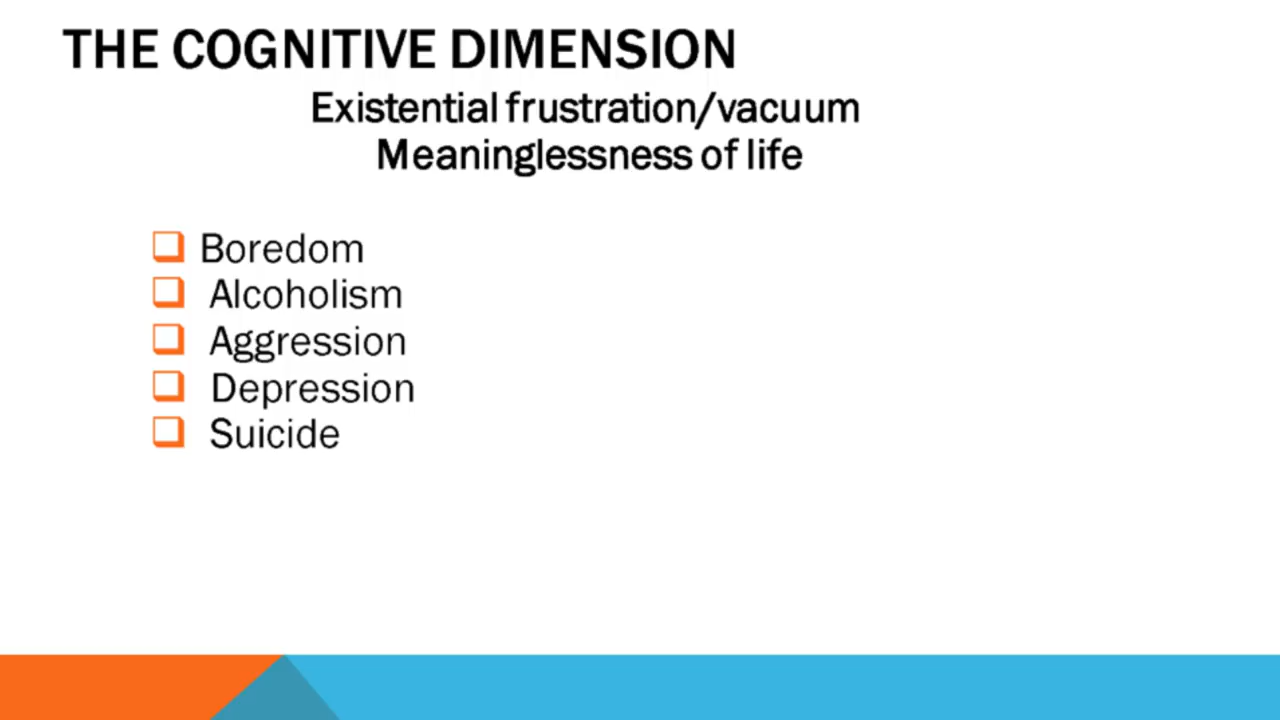 THE COGNITIVE DIMENSION
Existential frustration/vacuum
Meaninglessness of life
Boredom
Alcoholism
Aggression
Depression
Suicide